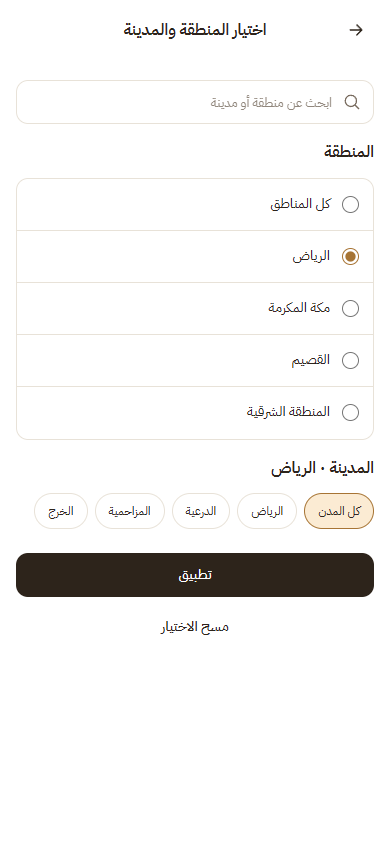 اختيار المنطقة والمدينة
ابحث عن منطقة أو مدينة
المنطقة
كل المناطق
الرياض
مكة المكرمة
القصيم
المنطقة الشرقية
المدينة · الرياض
كل المدن الرياض الدرعية المزاحمية الخرج
تطبيق
مسح الاختيار